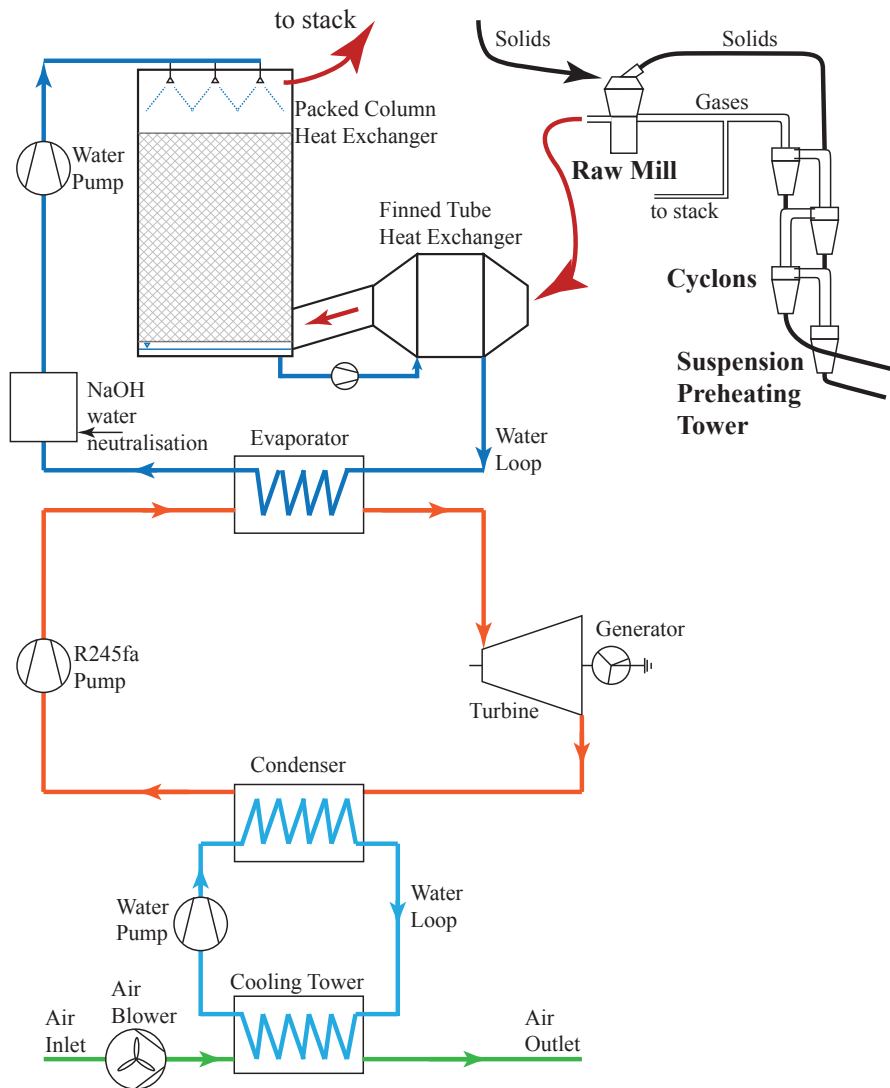 to stack
Solids
Solids
Packed Column
Heat Exchanger
Gases
Water
Pump
Raw Mill
to stack
Finned Tube
Heat Exchanger
Cyclons
Suspension
Preheating
Tower
NaOH
water
neutralisation
Evaporator
Water
Loop
R245fa
Pump
Generator
Turbine
Condenser
Water
Pump
Water
Loop
Cooling Tower
Air
Blower
Air
Inlet
Air
Outlet